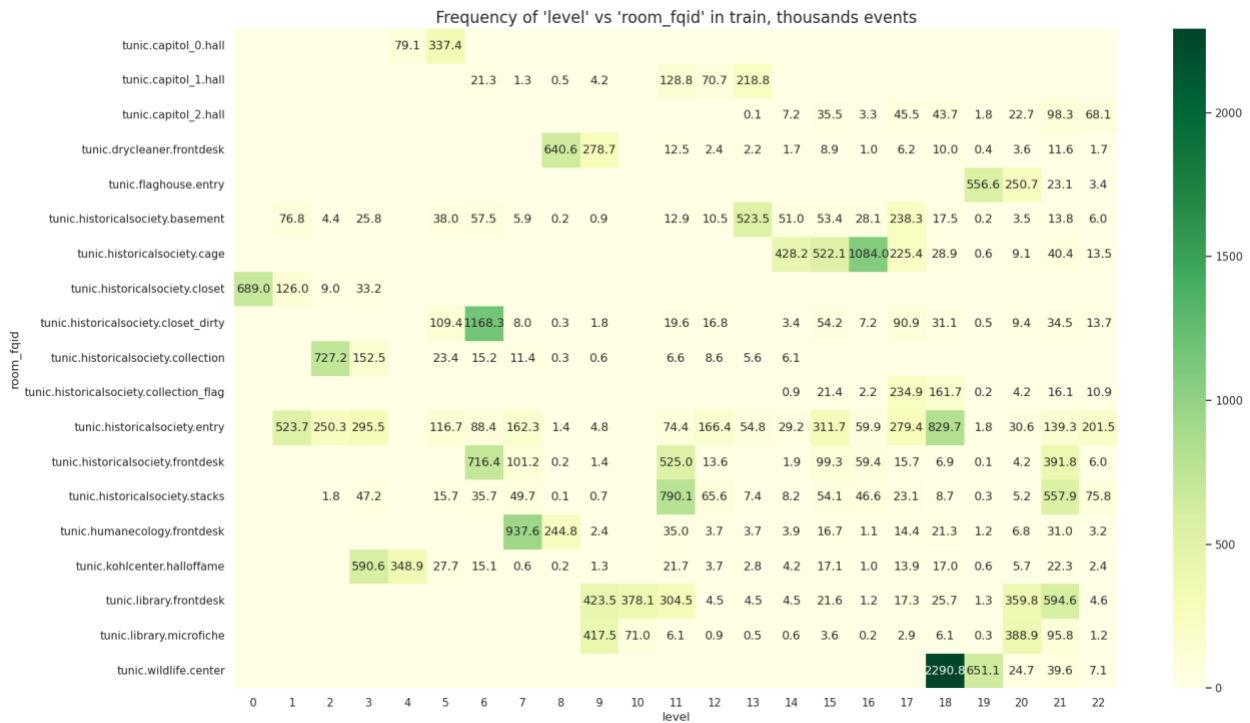 Frequency of 'level' vs 'room_fqid' in train, thousands events
room_fqid
tunic.capitol_0.hall 79.1 337.4
tunic.capitol_1.hall 21.3 1.3 0.5 4.2 128.8 70.7 218.8
tunic.capitol_2.hall 0.1 7.2 35.5 3.3 45.5 43.7 1.8 22.7 98.3 68.1
tunic.drycleaner.frontdesk 640.6 278.7 12.5 2.4 2.2 1.7 8.9 1.0 6.2 10.0 0.4 3.6 11.6 1.7
tunic.flaghouse.entry 556.6 250.7 23.1 3.4
tunic.historicalsociety.basement 76.8 4.4 25.8 38.0 57.5 5.9 0.2 0.9 12.9 10.5 523.5 51.0 53.4 28.1 238.3 17.5 0.2 3.5 13.8 6.0
tunic.historicalsociety.cage 428.2 522.1 1084.0 225.4 28.9 0.6 9.1 40.4 13.5
tunic.historicalsociety.closet 689.0 126.0 9.0 33.2
tunic.historicalsociety.closet_dirty 109.4 1168.3 8.0 0.3 1.8 19.6 16.8 3.4 54.2 7.2 90.9 31.1 0.5 9.4 34.5 13.7
tunic.historicalsociety.collection 727.2 152.5 23.4 15.2 11.4 0.3 0.6 6.6 8.6 5.6 6.1
tunic.historicalsociety.collection_flag 0.9 21.4 2.2 234.9 161.7 0.2 4.2 16.1 10.9
tunic.historicalsociety.entry 523.7 250.3 295.5 116.7 88.4 162.3 1.4 4.8 74.4 166.4 54.8 29.2 311.7 59.9 279.4 829.7 1.8 30.6 139.3 201.5
tunic.historicalsociety.frontdesk 716.4 101.2 0.2 1.4 525.0 13.6 1.9 99.3 59.4 15.7 6.9 0.1 4.2 391.8 6.0
tunic.historicalsociety.stacks 1.8 47.2 15.7 35.7 49.7 0.1 0.7 790.1 65.6 7.4 8.2 54.1 46.6 23.1 8.7 0.3 5.2 557.9 75.8
tunic.humanecology.frontdesk 937.6 244.8 2.4 35.0 3.7 3.7 3.9 16.7 1.1 14.4 21.3 1.2 6.8 31.0 3.2
tunic.kohlcenter.halloffame 590.6 348.9 27.7 15.1 0.6 0.2 1.3 21.7 3.7 2.8 4.2 17.1 1.0 13.9 17.0 0.6 5.7 22.3 2.4
tunic.library.frontdesk 423.5 378.1 304.5 4.5 4.5 4.5 21.6 1.2 17.3 25.7 1.3 359.8 594.6 4.6
tunic.library.microfiche 417.5 71.0 6.1 0.9 0.5 0.6 3.6 0.2 2.9 6.1 0.3 388.9 95.8 1.2
tunic.wildlife.center 2290.8 651.1 24.7 39.6 7.1
0 1 2 3 4 5 6 7 8 9 10 11 12 13 14 15 16 17 18 19 20 21 22
level
2000
1500
1000
500
0